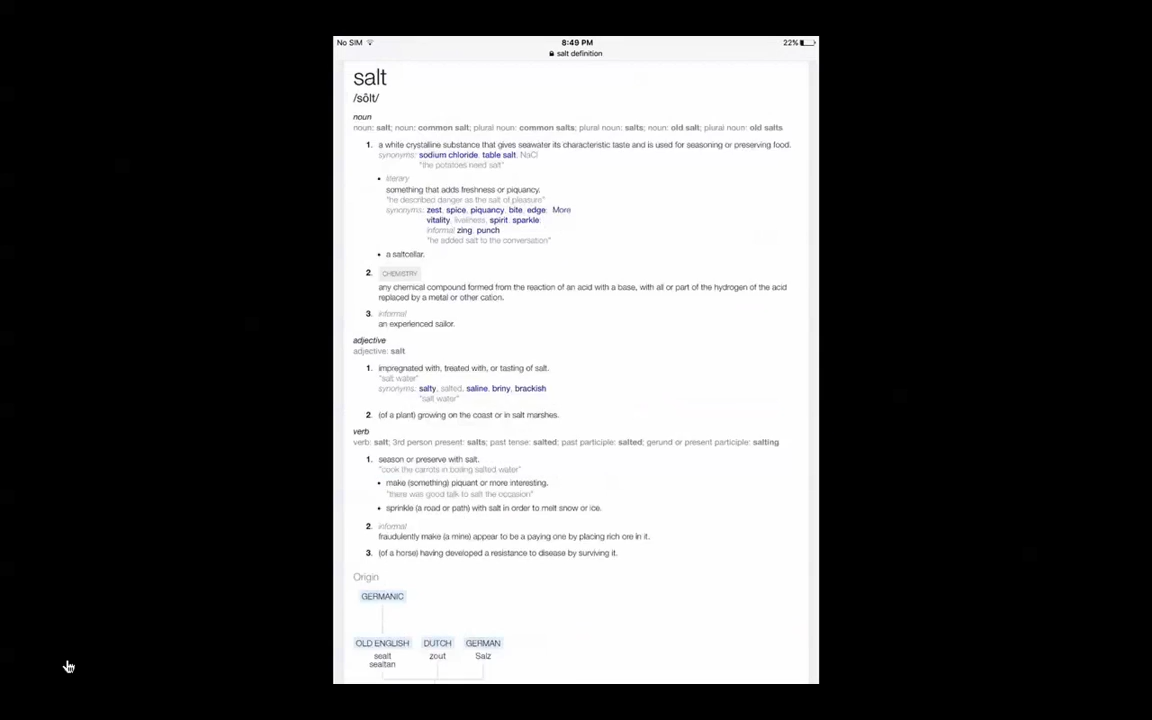 No SIM 8:49 PM 22%
salt definition
salt
/sôlt/
noun
noun: salt; noun: common salt; plural noun: common salts; plural noun: salts; noun: old salt; plural noun: old salts
1. a white crystalline substance that gives seawater its characteristic taste and is used for seasoning or preserving food.
synonyms: sodium chloride, table salt, NaCl
"the potatoes need salt"
• literary
something that adds freshness or piquancy.
"he described danger as the salt of pleasure"
synonyms: zest, spice, piquancy, bite, edge; More
vitality, liveliness, spirit, sparkle;
informal zing, punch
"he added salt to the conversation"
• a saltcellar.
2. CHEMISTRY
any chemical compound formed from the reaction of an acid with a base, with all or part of the hydrogen of the acid
replaced by a metal or other cation.
3. informal
an experienced sailor.
adjective
adjective: salt
1. impregnated with, treated with, or tasting of salt.
"salt water"
synonyms: salty, salted, saline, briny, brackish
"salt water"
2. (of a plant) growing on the coast or in salt marshes.
verb
verb: salt; 3rd person present: salts; past tense: salted; past participle: salted; gerund or present participle: salting
1. season or preserve with salt.
"cook the carrots in boiling salted water"
• make (something) piquant or more interesting.
"there was good talk to salt the occasion"
• sprinkle (a road or path) with salt in order to melt snow or ice.
2. informal
fraudulently make (a mine) appear to be a paying one by placing rich ore in it.
3. (of a horse) having developed a resistance to disease by surviving it.
Origin
GERMANIC
OLD ENGLISH DUTCH GERMAN
sealt zout Salz
sealtan